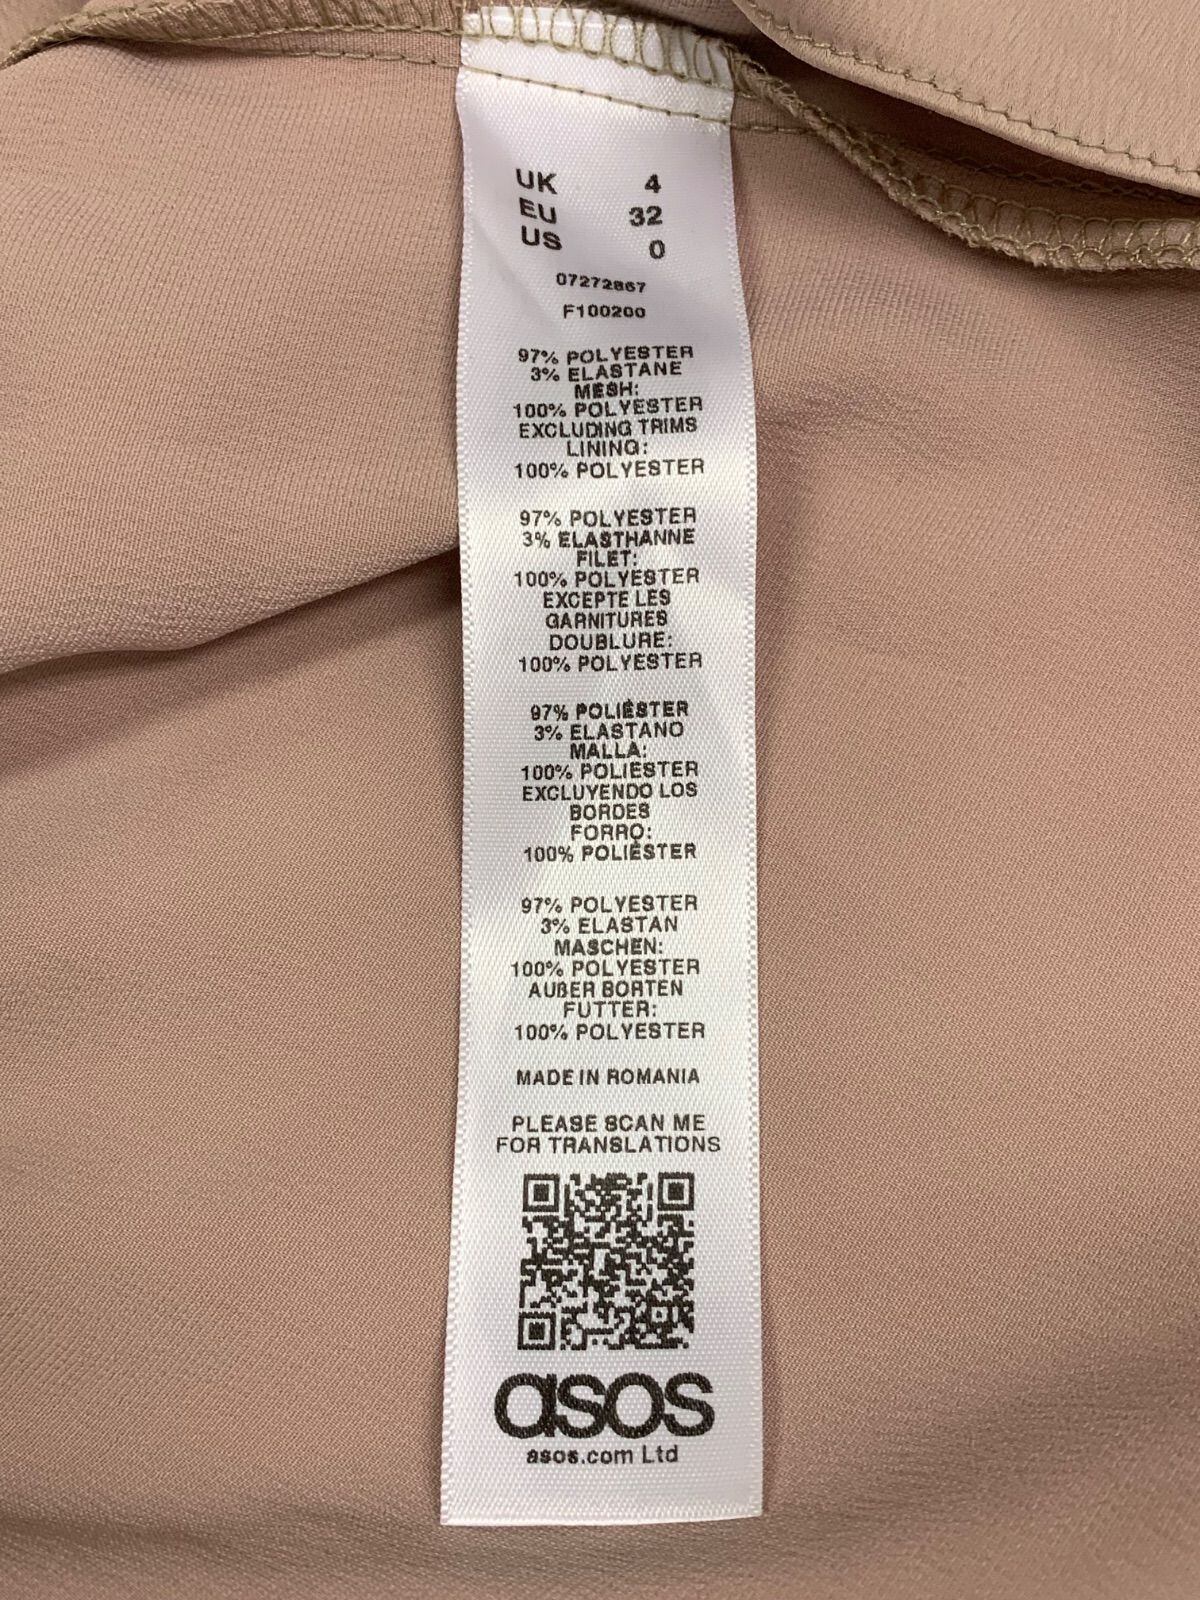 UK 4
EU 32
US 0
07272867
F100200
97% POLYESTER
3% ELASTANE
MESH:
100% POLYESTER
EXCLUDING TRIMS
LINING:
100% POLYESTER
97% POLYESTER
3% ELASTHANNE
FILET:
100% POLYESTER
EXCEPTE LES
GARNITURES
DOUBLURE:
100% POLYESTER
97% POLIÉSTER
3% ELASTANO
MALLA:
100% POLIÉSTER
EXCLUYENDO LOS
BORDES
FORRO:
100% POLIÉSTER
97% POLYESTER
3% ELASTAN
MASCHEN:
100% POLYESTER
AUßER BORTEN
FUTTER:
100% POLYESTER
MADE IN ROMANIA
PLEASE SCAN ME
FOR TRANSLATIONS
asos
asos.com Ltd